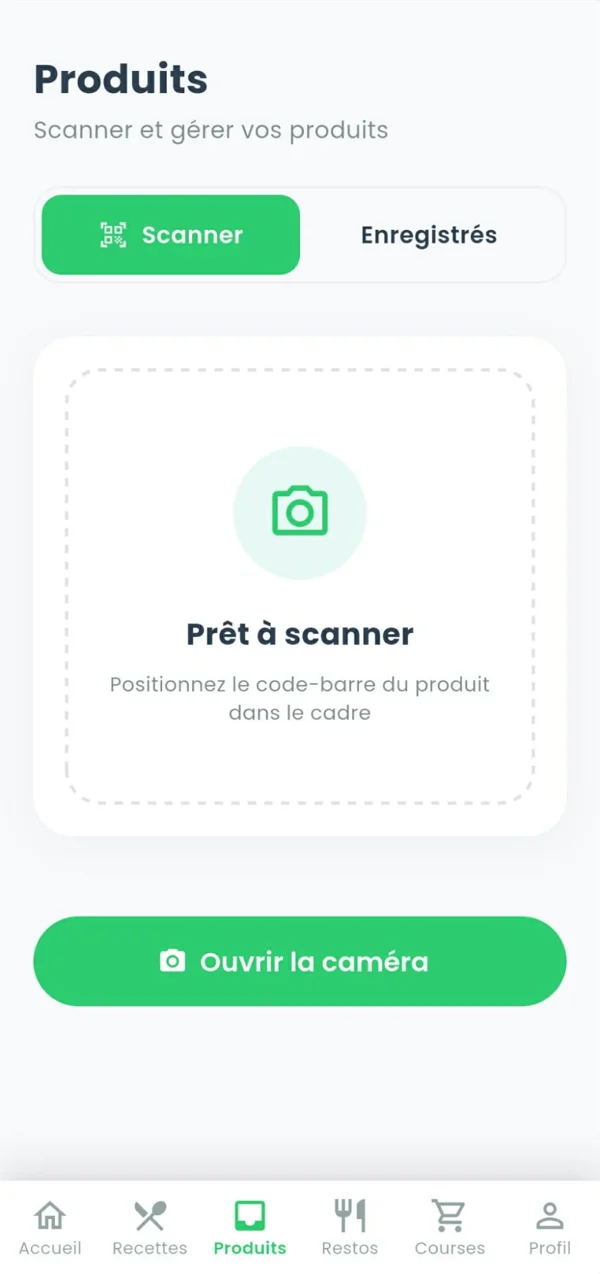 Produits
Scanner et gérer vos produits
Scanner
Enregistrés
Prêt à scanner
Positionnez le code-barre du produit
dans le cadre
Ouvrir la caméra
Accueil
Recettes
Produits
Restos
Courses
Profil